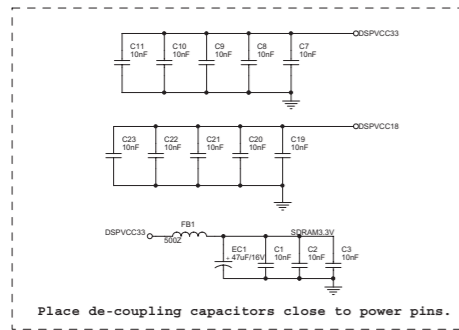 DSPVCC33
C11 C10 C9 C8 C7
10nF 10nF 10nF 10nF 10nF
DSPVCC18
C23 C22 C21 C20 C19
10nF 10nF 10nF 10nF 10nF
DSPVCC33 FB1 SDRAM3.3V
500Z
EC1 C1 C2 C3
+ 47uF/16V 10nF 10nF 10nF
Place de-coupling capacitors close to power pins.